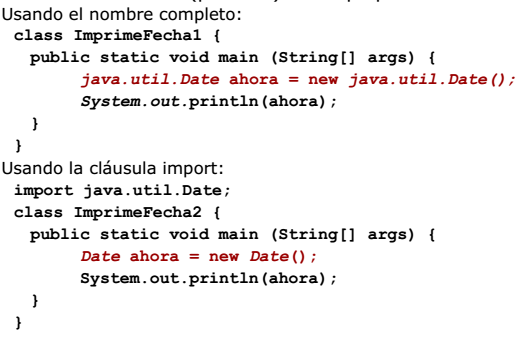 Usando el nombre completo:
class ImprimeFecha1 {
public static void main (String[] args) {
java.util.Date ahora = new java.util.Date();
System.out.println(ahora);
}
}
Usando la cláusula import:
import java.util.Date;
class ImprimeFecha2 {
public static void main (String[] args) {
Date ahora = new Date();
System.out.println(ahora);
}
}